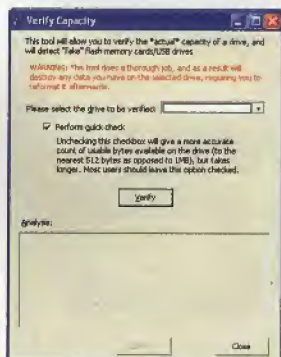 Verify Capacity
This tool will allow you to verify the "actual" capacity of a drive, and
will detect "fake" flash memory cards/USB drives
WARNING: This tool does a thorough job, and as a result will
destroy any data you have on the selected drive, requiring you to
reformat it afterwards.
Please select the drive to be verified:
Perform quick check
Unchecking this checkbox will give a more accurate
count of usable bytes available on the drive (to the
nearest 512 bytes as opposed to 1MB), but takes
longer. Most users should leave this option checked.
Verify
Analysis:
Close